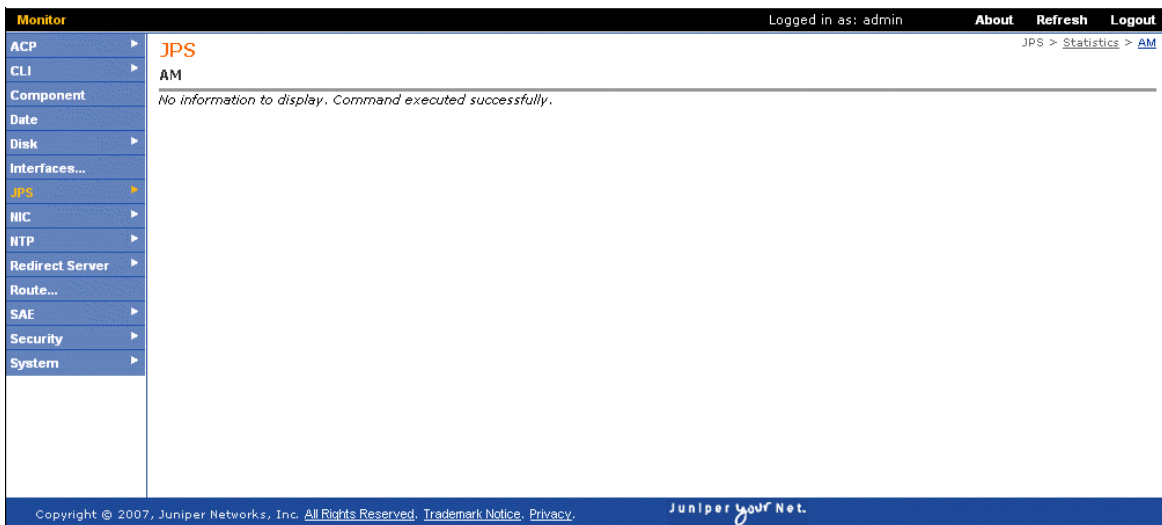 Monitor
Logged in as: admin About Refresh Logout
ACP
CLI
Component
Date
Disk
Interfaces...
JPS
NIC
NTP
Redirect Server
Route...
SAE
Security
System
JPS > Statistics > AM
JPS
AM
No information to display. Command executed successfully.
Copyright © 2007, Juniper Networks, Inc. All Rights Reserved. Trademark Notice. Privacy.
Juniper your Net.